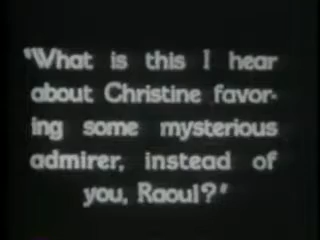 "What is this I hear
about Christine favor-
ing some mysterious
admirer, instead of
you, Raoul?"